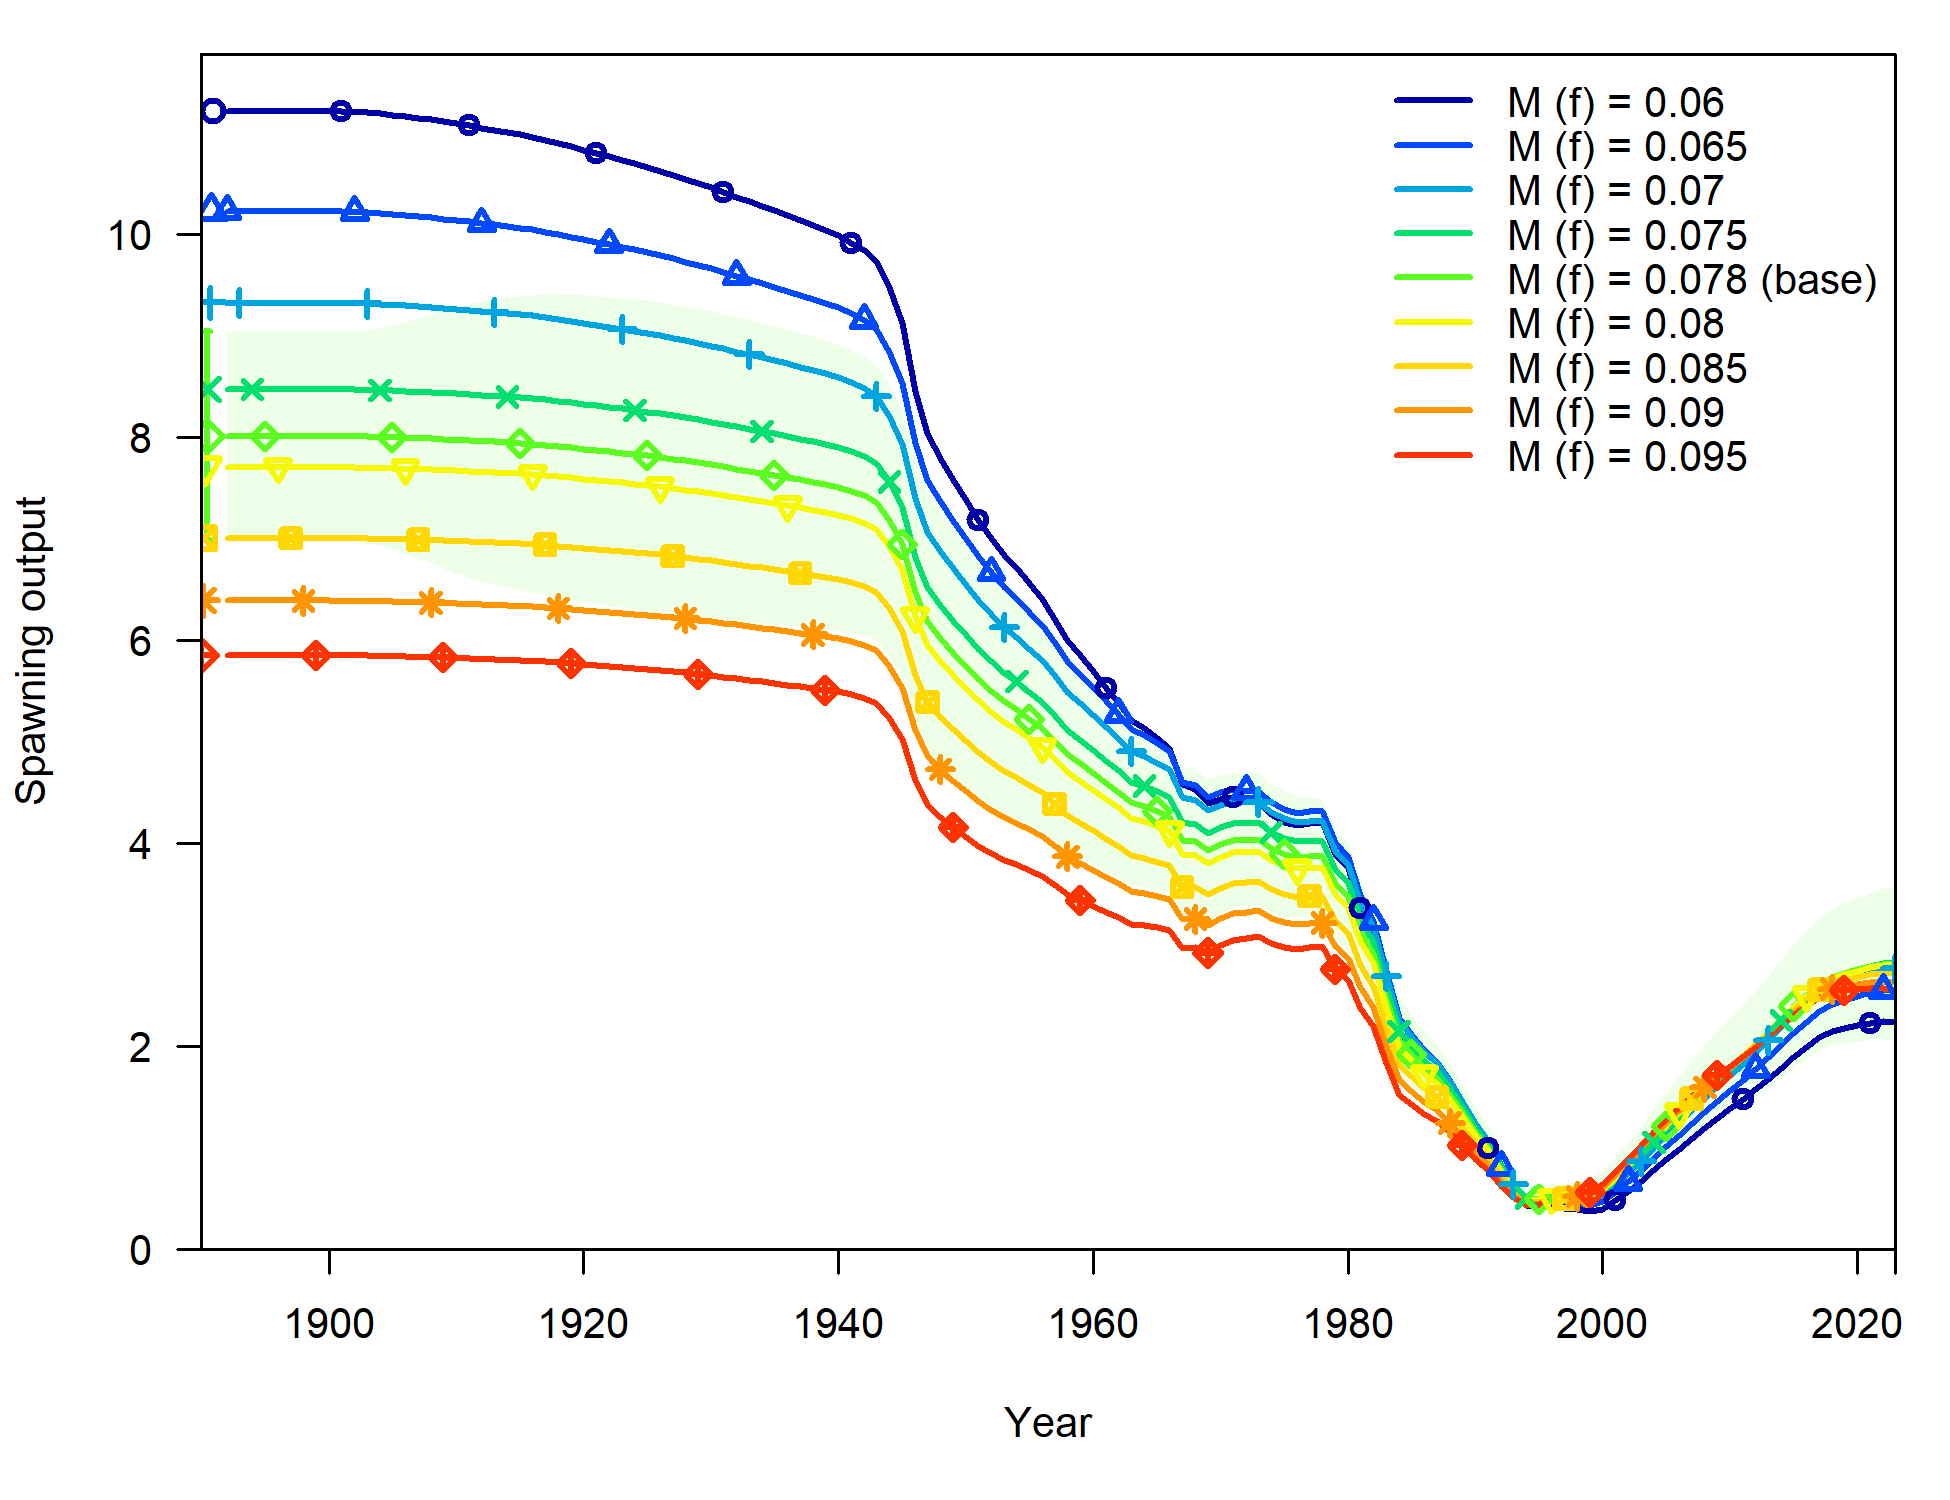 M (f) = 0.06
M (f) = 0.065
M (f) = 0.07
M (f) = 0.075
M (f) = 0.078 (base)
M (f) = 0.08
M (f) = 0.085
M (f) = 0.09
M (f) = 0.095
Spawning output
10
8
6
4
2
0
1900 1920 1940 1960 1980 2000 2020
Year